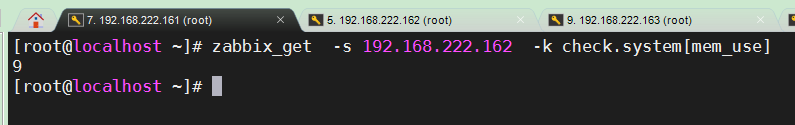 7. 192.168.222.161 (root) 5. 192.168.222.162 (root) 9. 192.168.222.163 (root)
[root@localhost ~]# zabbix_get  -s 192.168.222.162  -k check.system[mem_use]
9
[root@localhost ~]#